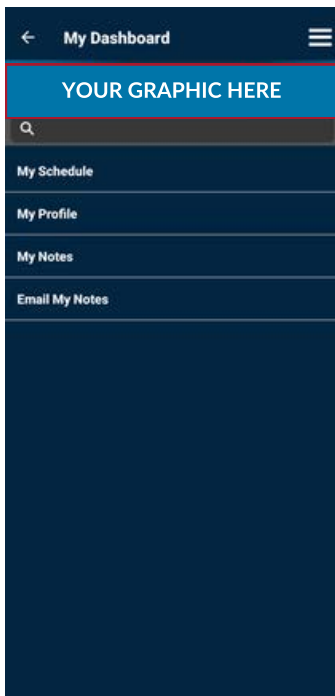 My Dashboard
YOUR GRAPHIC HERE
My Schedule
My Profile
My Notes
Email My Notes